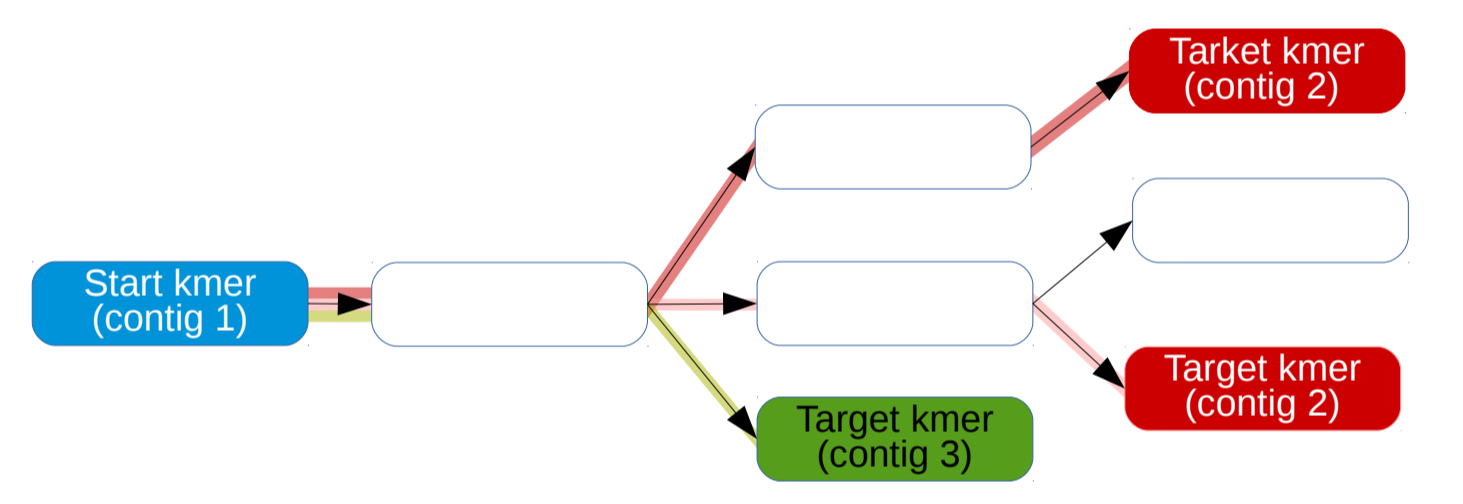 Tarket kmer
(contig 2)
Start kmer
(contig 1)
Target kmer
(contig 2)
Target kmer
(contig 3)